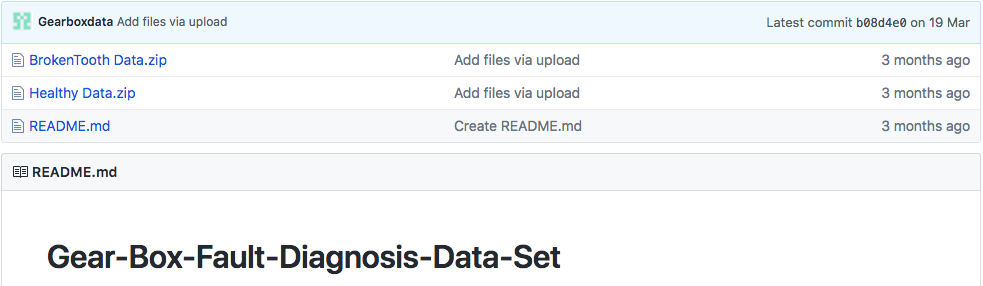 Gearboxdata Add files via upload Latest commit b08d4e0 on 19 Mar
BrokenTooth Data.zip Add files via upload 3 months ago
Healthy Data.zip Add files via upload 3 months ago
README.md Create README.md 3 months ago
README.md
Gear-Box-Fault-Diagnosis-Data-Set